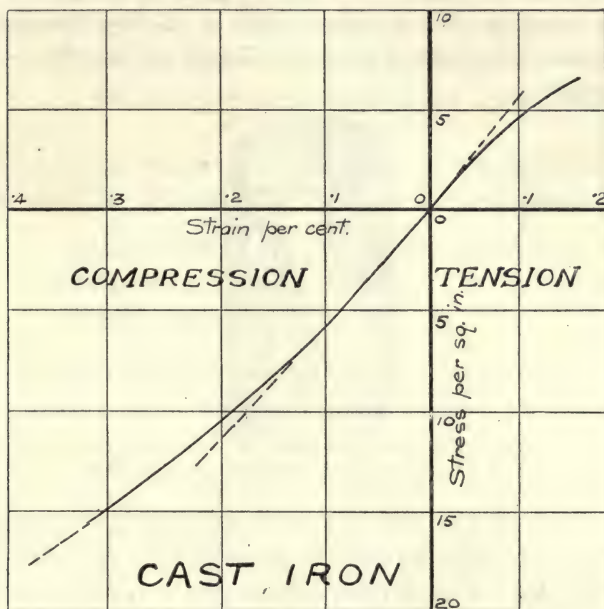 10
5
.4 .3 .2 .1 0 .1 .2
0
Strain per cent.
COMPRESSION TENSION
5
Stress per sq. in.
10
15
CAST IRON
20